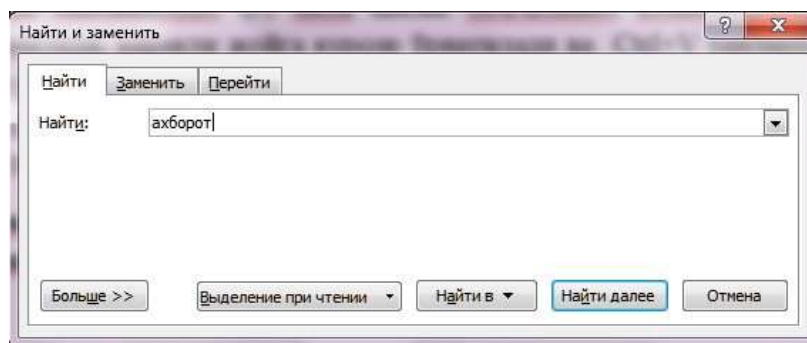 Найти и заменить
Найти Заменить Перейти
Найти: ахборот
Больше >> Выделение при чтении Найти в Найти далее Отмена